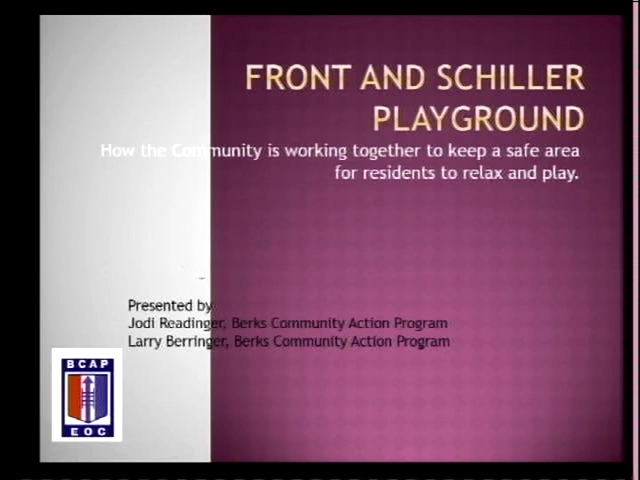 FRONT AND SCHILLER
PLAYGROUND
How the Community is working together to keep a safe area
for residents to relax and play.
Presented by
Jodi Readinger, Berks Community Action Program
Larry Berringer, Berks Community Action Program
BCAP
EOC